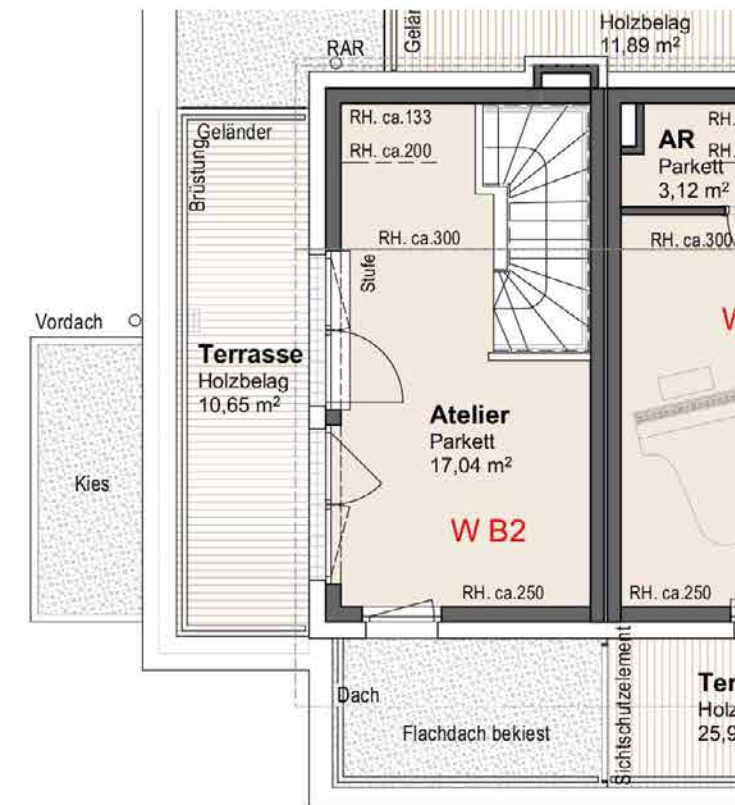 Holzbelag
11,89 m²
RAR
RH. ca.133
RH. ca.200
RH. ca.300
Geländer
Brüstung
Stufe
AR
Parkett
3,12 m²
RH.
RH.
RH. ca.300
Vordach
Terrasse
Holzbelag
10,65 m²
Kies
Atelier
Parkett
17,04 m²
W B2
RH. ca.250
RH. ca.250
Dach
Flachdach bekiest
Sichtschutzelement